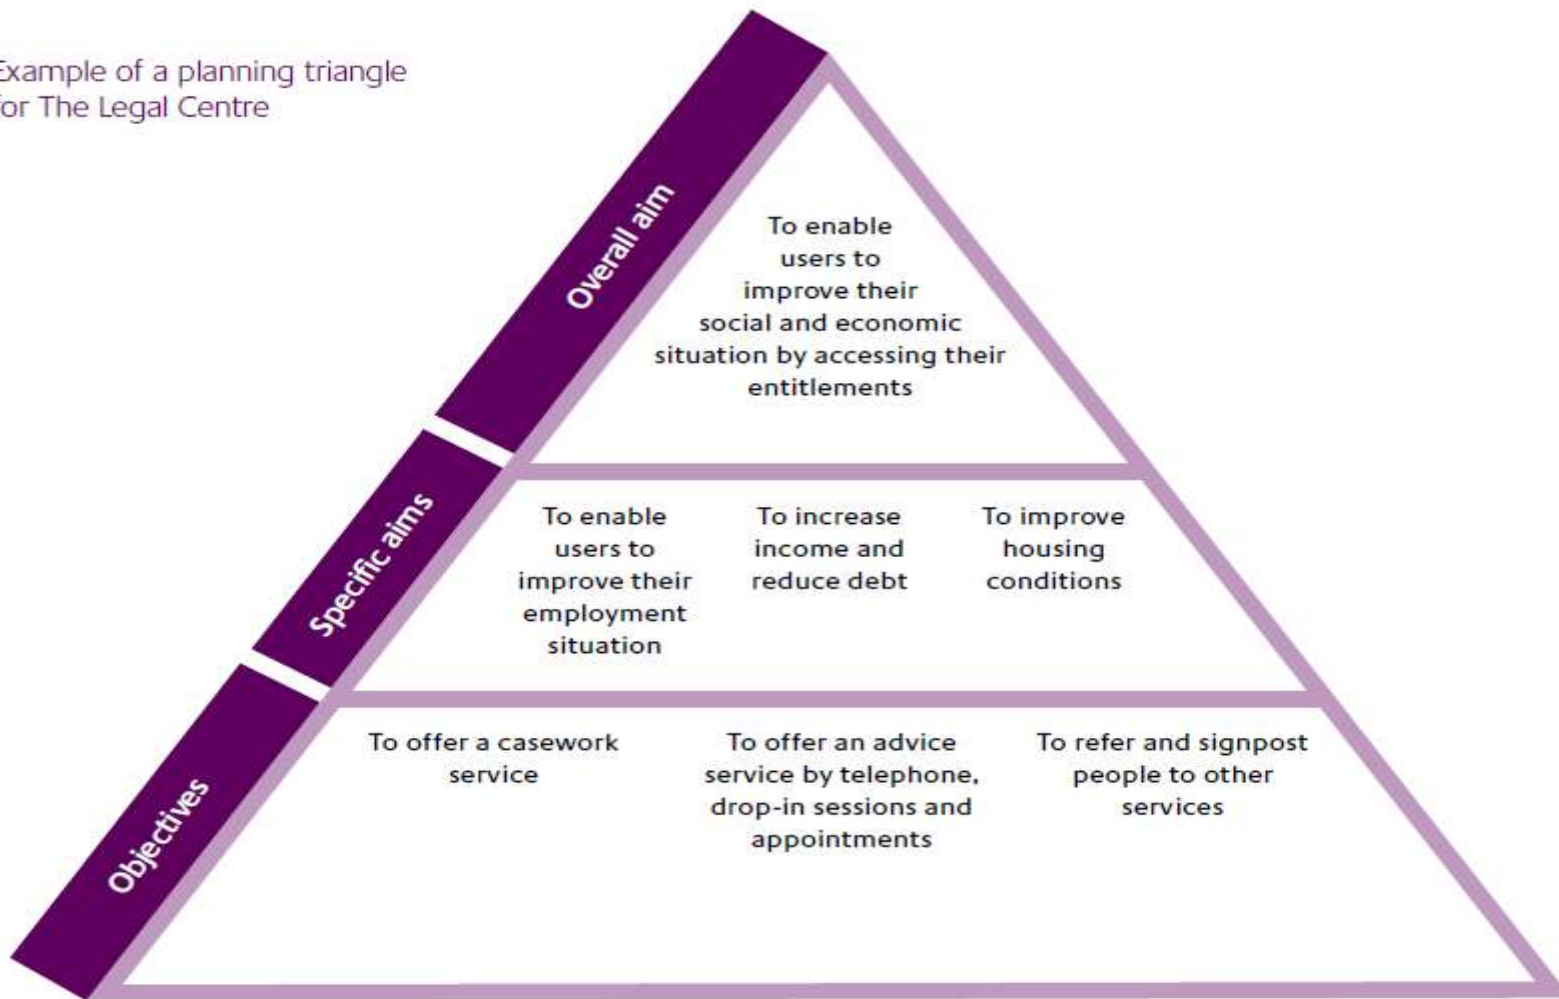 Example of a planning triangle
for The Legal Centre
Overall aim
To enable
users to
improve their
social and economic
situation by accessing their
entitlements
Specific aims
To enable
users to
improve their
employment
situation
To increase
income and
reduce debt
To improve
housing
conditions
Objectives
To offer a casework
service
To offer an advice
service by telephone,
drop-in sessions and
appointments
To refer and signpost
people to other
services